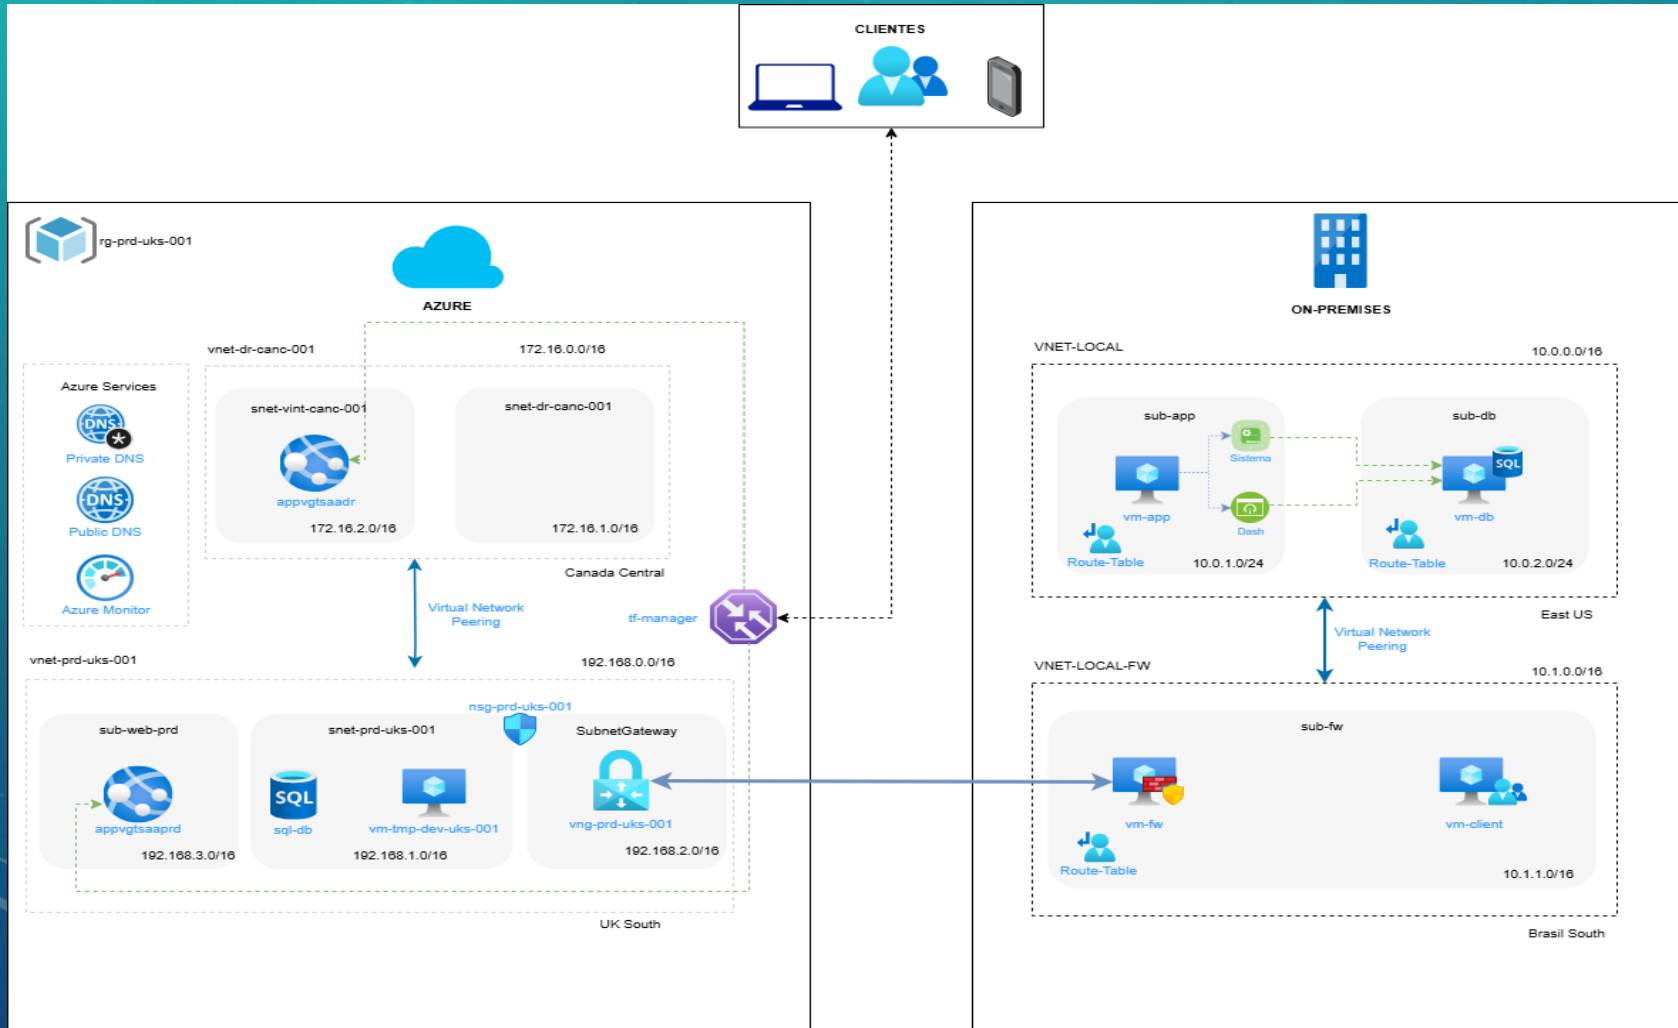 CLIENTES
rg-prd-uks-001
AZURE
vnet-dr-canc-001
172.16.0.0/16
Azure Services
DNS
Private DNS
DNS
Public DNS
Azure Monitor
snet-vint-canc-001
appvgtsaadr
172.16.2.0/16
snet-dr-canc-001
172.16.1.0/16
Canada Central
Virtual Network
Peering
tf-manager
vnet-prd-uks-001
192.168.0.0/16
nsg-prd-uks-001
sub-web-prd
appvgtsaaprd
192.168.3.0/16
snet-prd-uks-001
SQL
sql-db
vm-tmp-dev-uks-001
192.168.1.0/16
SubnetGateway
vng-prd-uks-001
192.168.2.0/16
UK South
ON-PREMISES
VNET-LOCAL
10.0.0.0/16
sub-app
Sistema
vm-app
Dash
Route-Table
10.0.1.0/24
sub-db
SQL
vm-db
Route-Table
10.0.2.0/24
East US
Virtual Network
Peering
VNET-LOCAL-FW
10.1.0.0/16
sub-fw
vm-fw
vm-client
Route-Table
10.1.1.0/16
Brasil South